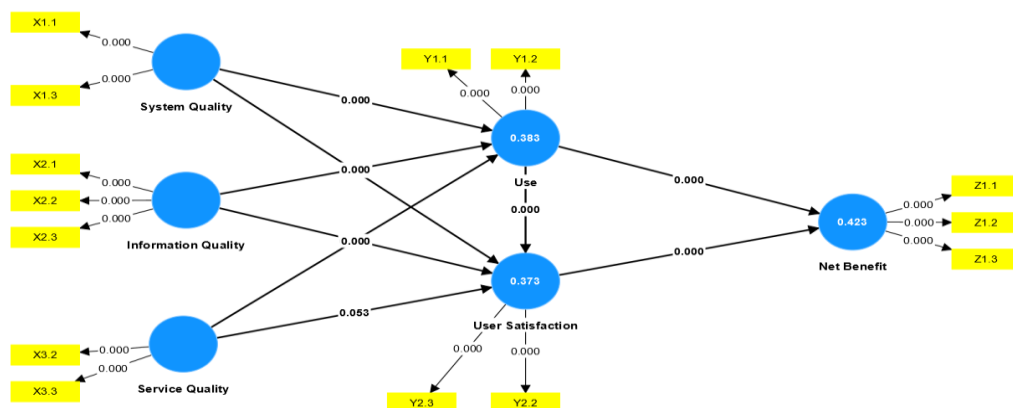 X1.1
0.000
0.000
X1.3
System Quality
Y1.1
Y1.2
0.000
0.000
0.000
0.383
Use
X2.1
0.000
X2.2
0.000
X2.3
0.000
Information Quality
0.000
0.000
0.000
0.000
0.000
0.423
Net Benefit
Z1.1
0.000
Z1.2
0.000
Z1.3
0.000
0.373
User Satisfaction
0.053
X3.2
0.000
X3.3
0.000
Service Quality
0.000
0.000
Y2.3
Y2.2